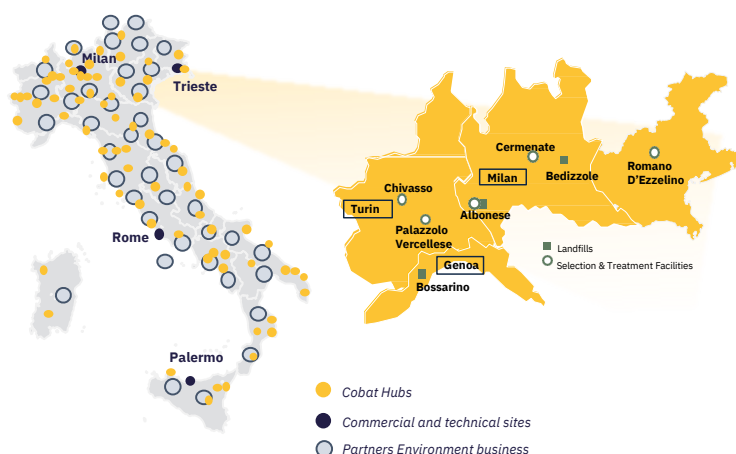 Milan
Trieste
Rome
Palermo
Cermenate
Bedizzole
Romano
D'Ezzelino
Milan
Chivasso
Turin
Albonese
Palazzolo
Vercellese
Genoa
Bossarino
Landfills
Selection & Treatment Facilities
Cobat Hubs
Commercial and technical sites
Partners Environment business